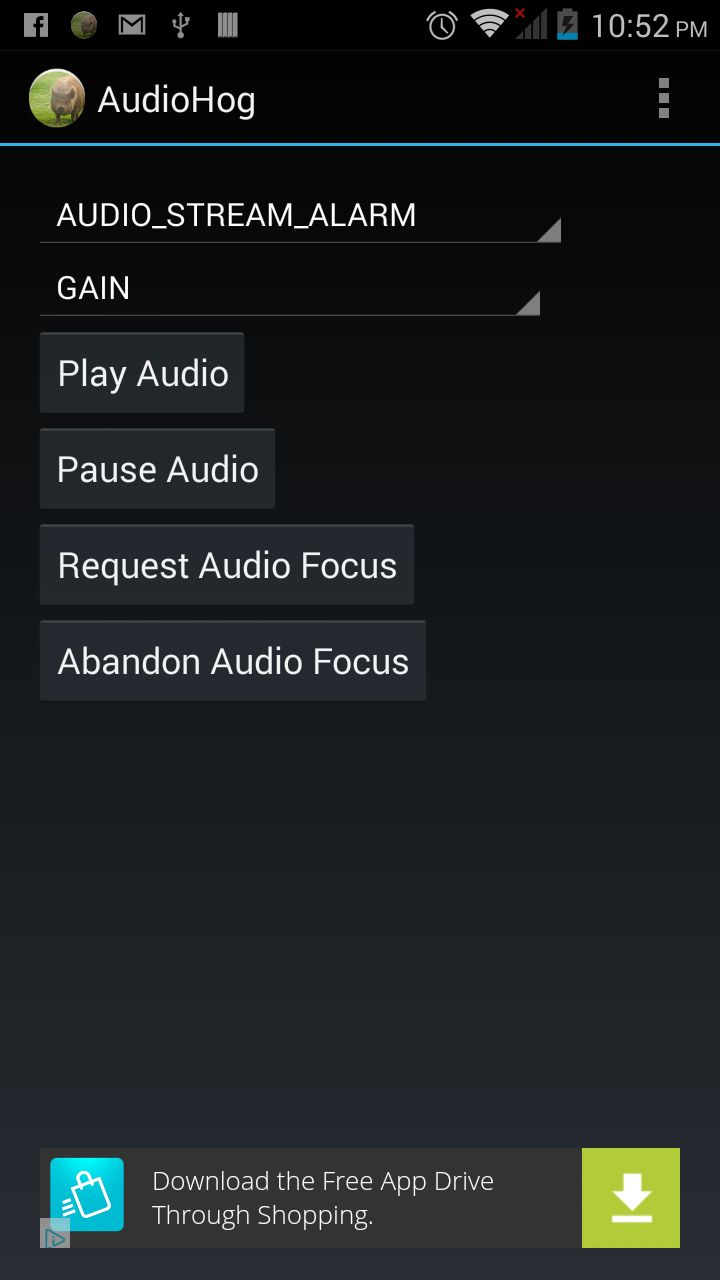 10:52 PM
AudioHog
AUDIO_STREAM_ALARM
GAIN
Play Audio
Pause Audio
Request Audio Focus
Abandon Audio Focus
Download the Free App Drive
Through Shopping.